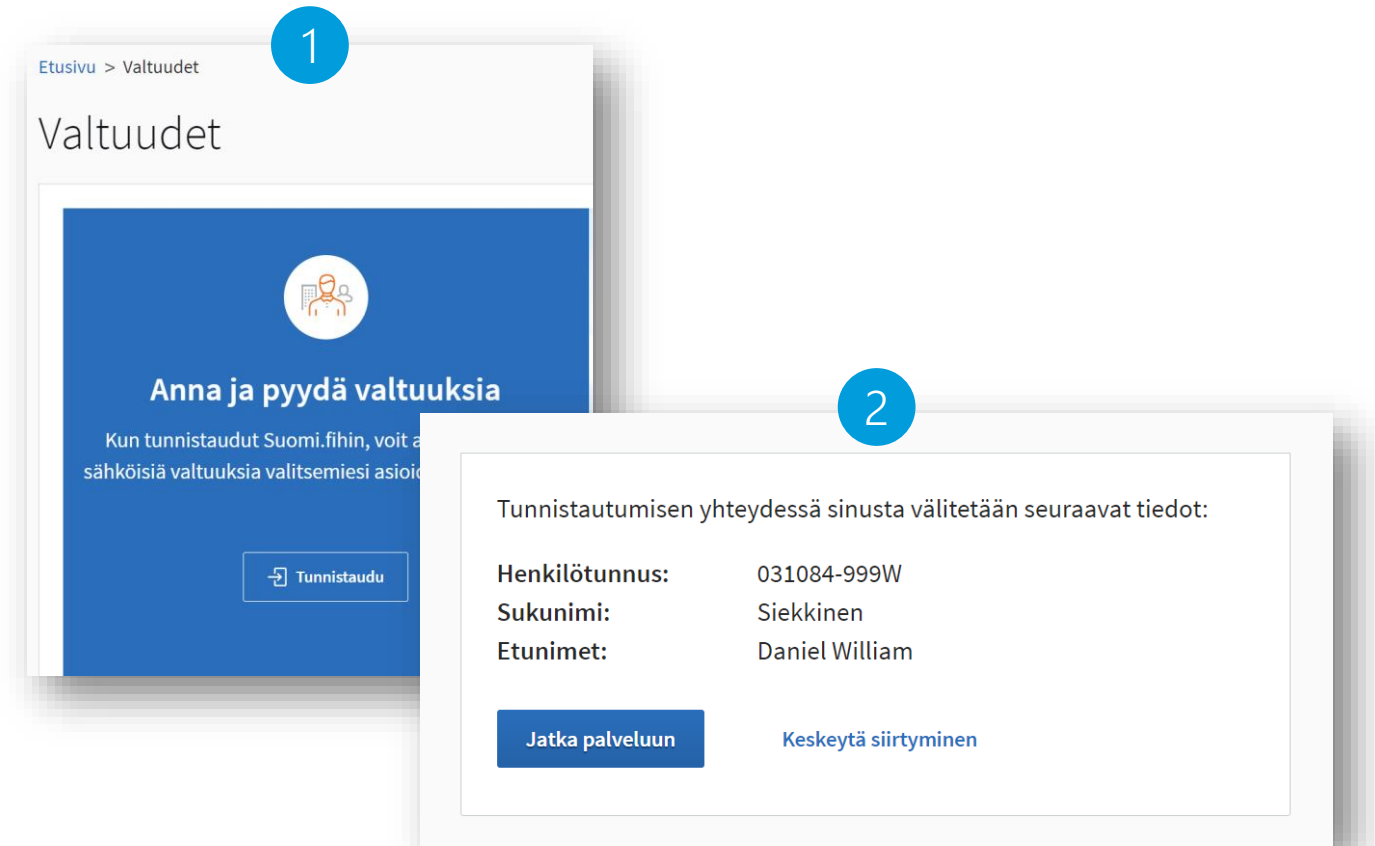 1
Etusivu > Valtuudet
Valtuudet
Anna ja pyydä valtuuksia
Kun tunnistaudut Suomi.fihin, voit
sähköisiä valtuuksia valitsemiesi
Tunnistaudu
2
Tunnistautumisen yhteydessä sinusta välitetään seuraavat tiedot:
Henkilötunnus: 031084-999W
Sukunimi: Siekkinen
Etunimet: Daniel William
Jatka palveluun Keskeytä siirtyminen